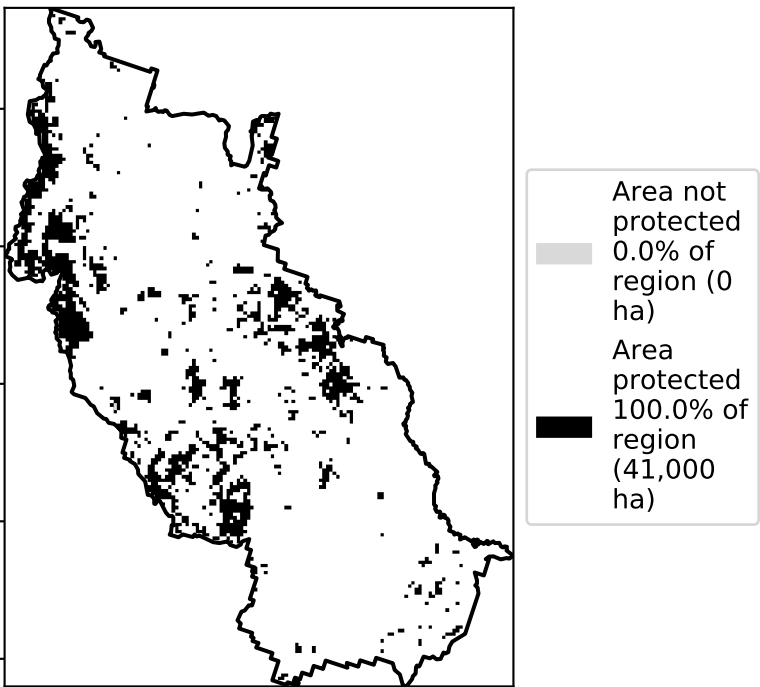 Area not
protected
0.0% of
region (0
ha)
Area
protected
100.0% of
region
(41,000
ha)